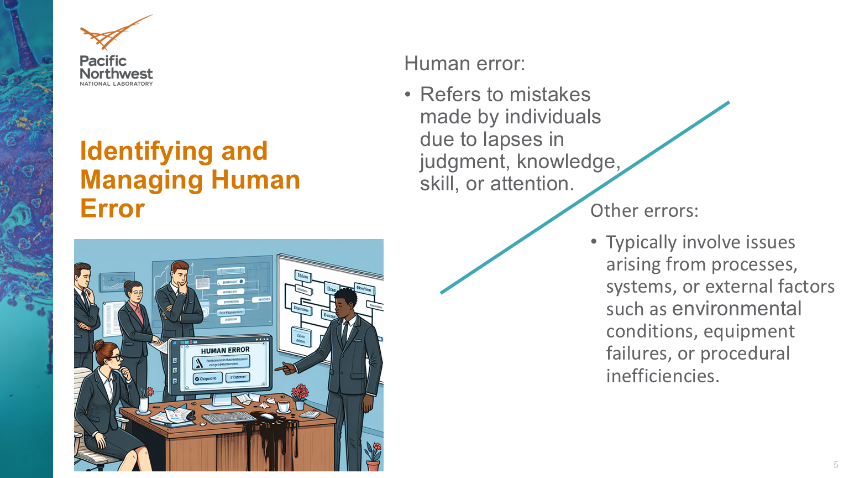 Pacific
Northwest
NATIONAL LABORATORY
Identifying and
Managing Human
Error
HUMAN ERROR
Human error:
• Refers to mistakes
made by individuals
due to lapses in
judgment, knowledge,
skill, or attention.
Other errors:
• Typically involve issues
arising from processes,
systems, or external factors
such as environmental
conditions, equipment
failures, or procedural
inefficiencies.
5